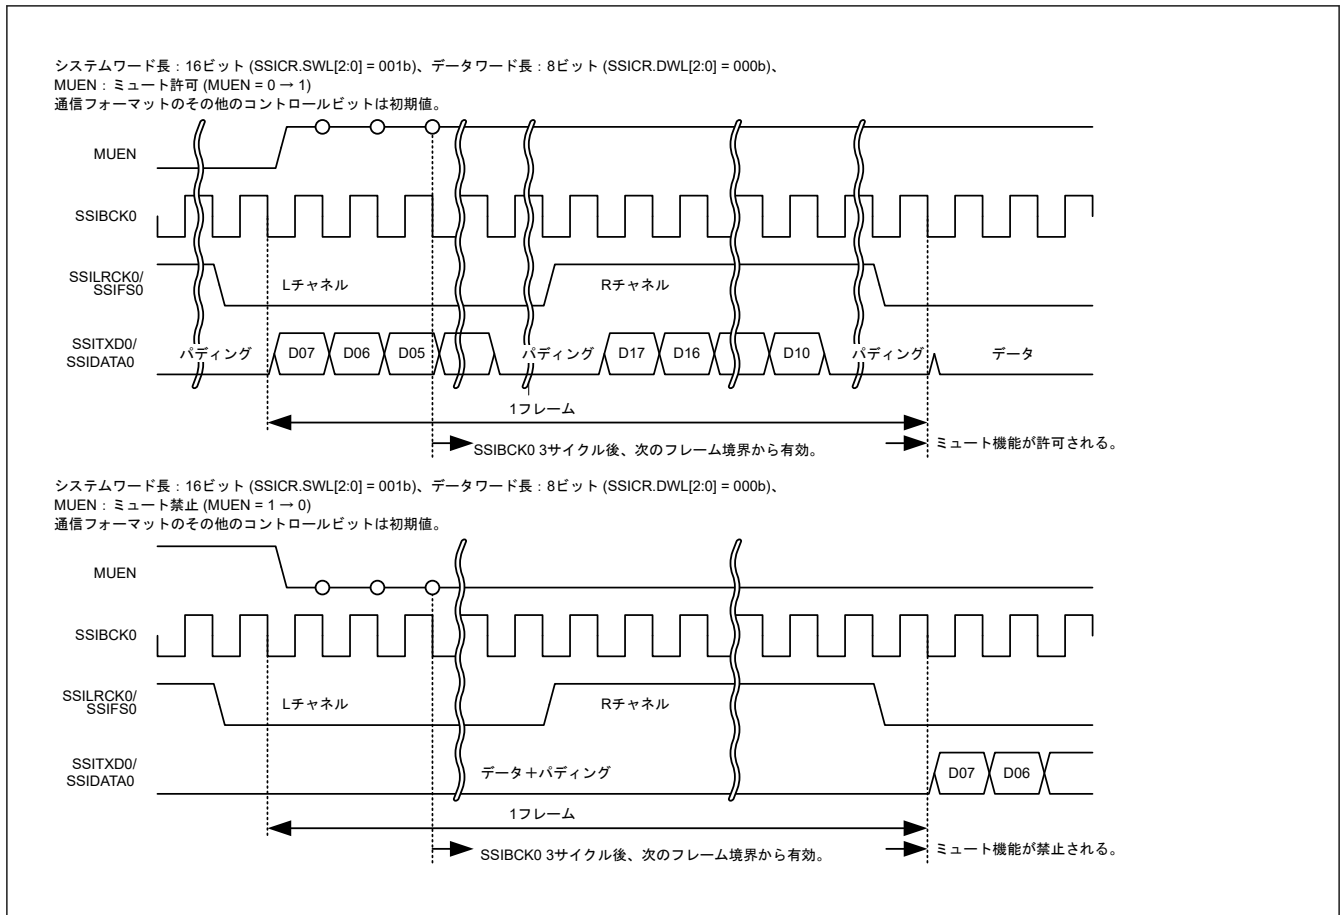 システムワード長：16ビット (SSICR.SWL[2:0] = 001b)、データワード長：8ビット (SSICR.DWL[2:0] = 000b)、
MUEN：ミュート許可 (MUEN = 0 → 1)
通信フォーマットのその他のコントロールビットは初期値。
MUEN
SSIBCK0
SSILRCK0/
SSIFS0
Lチャネル
Rチャネル
SSITXD0/
SSIDATA0
パディング
D07
D06
D05
パディング
D17
D16
D10
パディング
データ
1フレーム
SSIBCK0 3サイクル後、次のフレーム境界から有効。
ミュート機能が許可される。
システムワード長：16ビット (SSICR.SWL[2:0] = 001b)、データワード長：8ビット (SSICR.DWL[2:0] = 000b)、
MUEN：ミュート禁止 (MUEN = 1 → 0)
通信フォーマットのその他のコントロールビットは初期値。
MUEN
SSIBCK0
SSILRCK0/
SSIFS0
Lチャネル
Rチャネル
SSITXD0/
SSIDATA0
データ＋パディング
D07
D06
1フレーム
SSIBCK0 3サイクル後、次のフレーム境界から有効。
ミュート機能が禁止される。